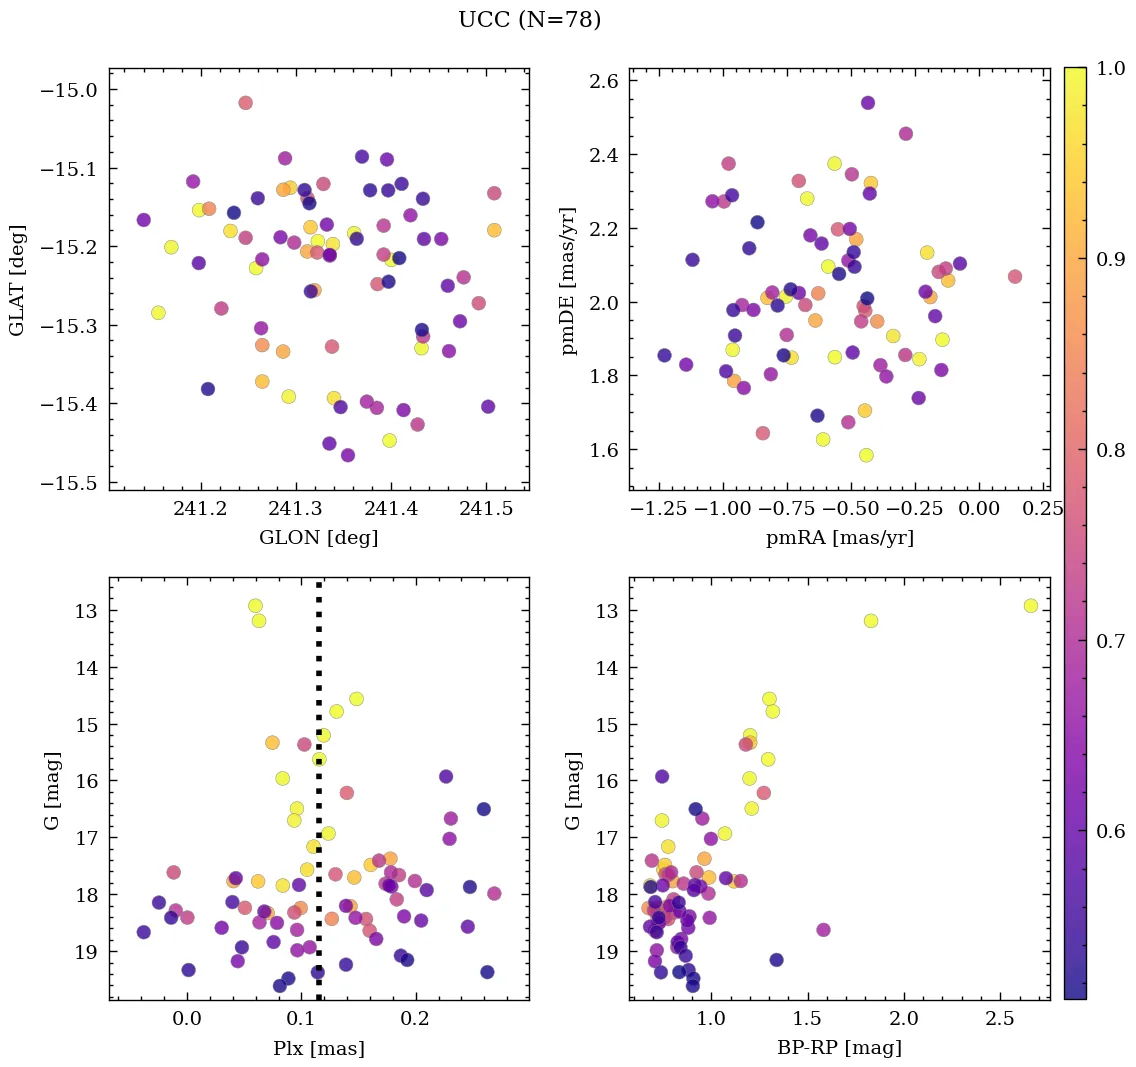 UCC (N=78)
−15.0
−15.1
−15.2
−15.3
−15.4
−15.5
GLAT [deg]
241.2 241.3 241.4 241.5
GLON [deg]
2.6
2.4
2.2
2.0
1.8
1.6
pmDE [mas/yr]
−1.25 −1.00 −0.75 −0.50 −0.25 0.00 0.25
pmRA [mas/yr]
1.0
0.9
0.8
0.7
0.6
13
14
15
16
17
18
19
G [mag]
0.0 0.1 0.2
Plx [mas]
13
14
15
16
17
18
19
G [mag]
1.0 1.5 2.0 2.5
BP-RP [mag]